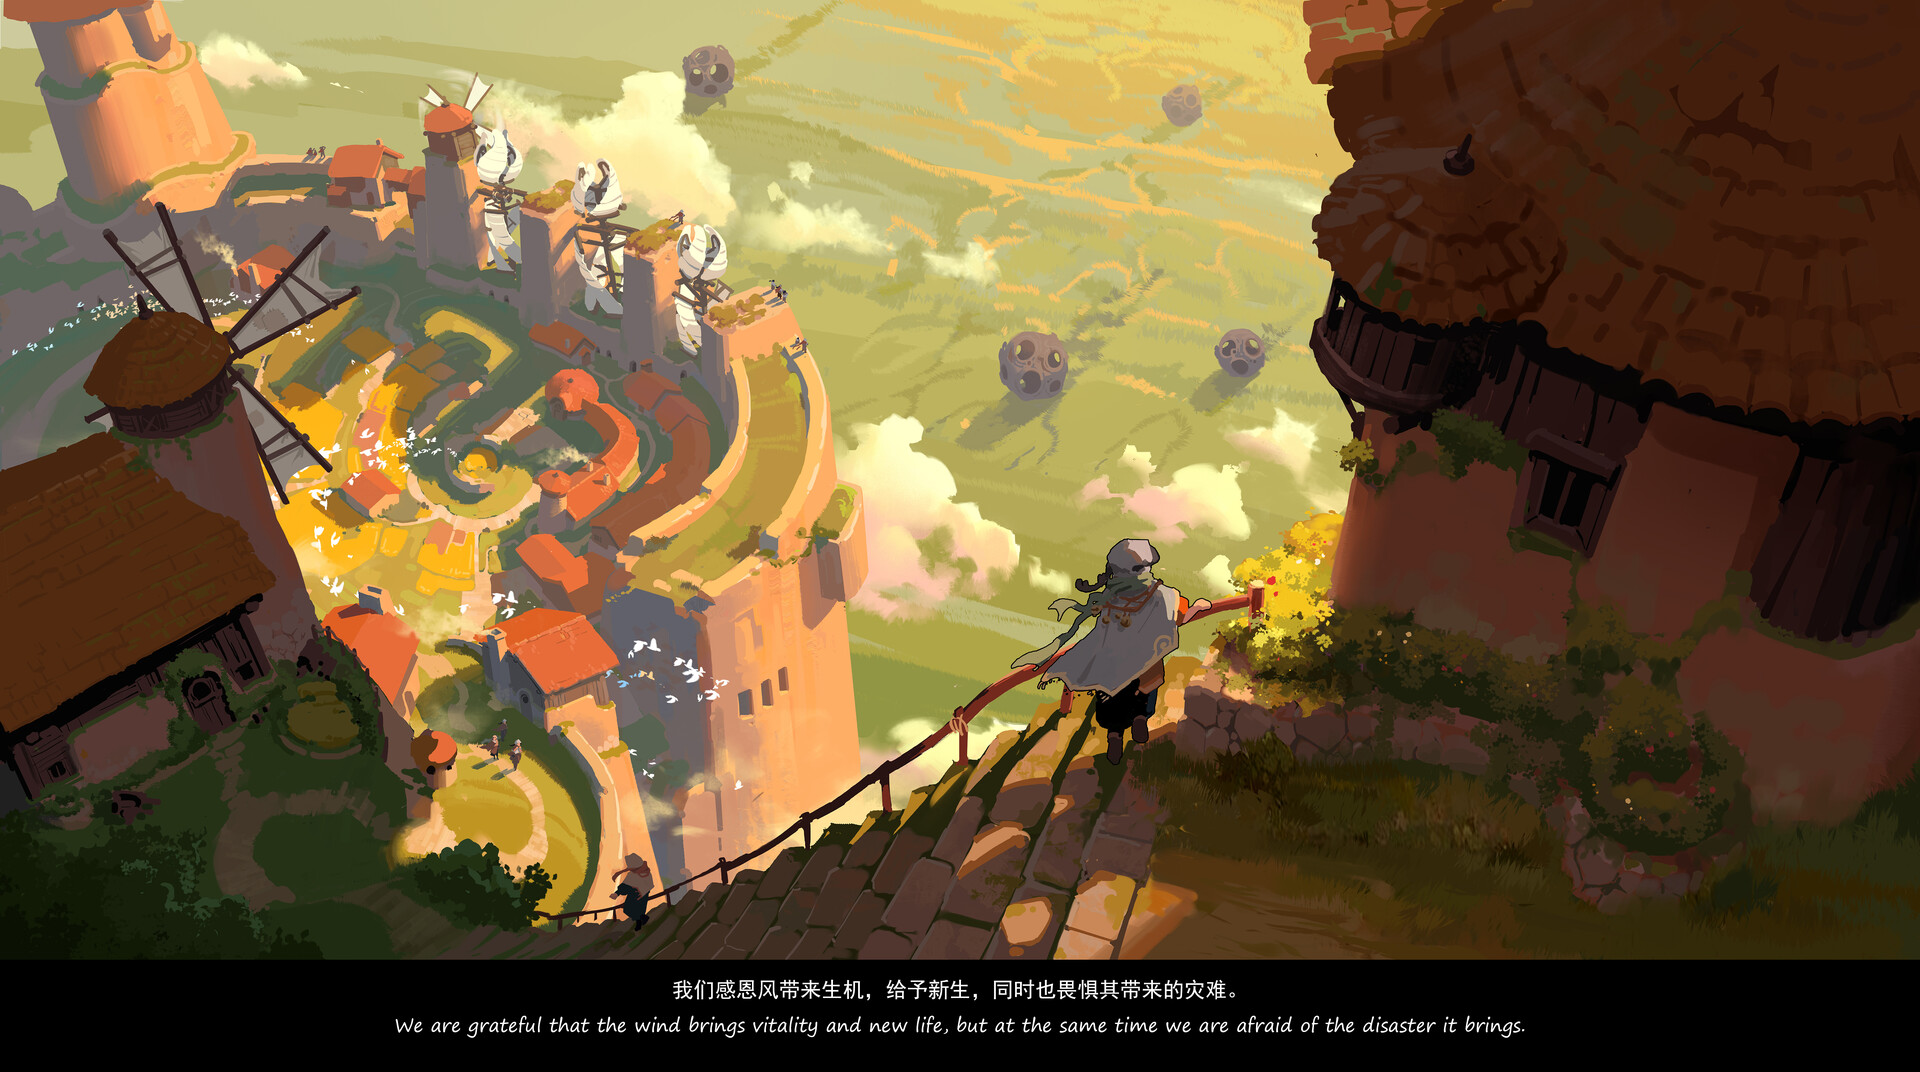 我们感恩风带来生机，给予新生，同时也畏惧其带来的灾难。
We are grateful that the wind brings vitality and new life, but at the same time we are afraid of the disaster it brings.